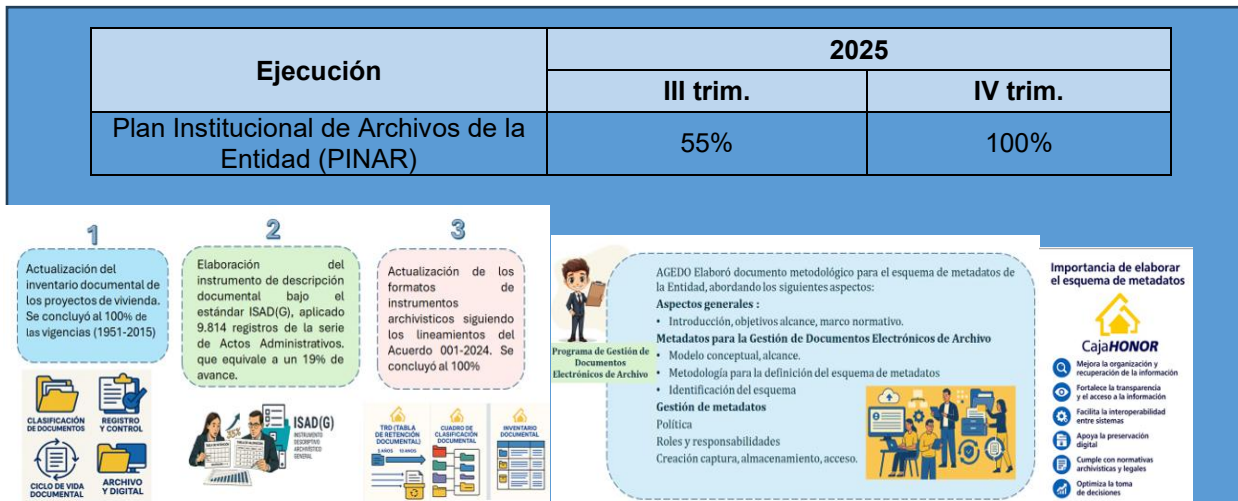 Ejecución
2025
III trim.
IV trim.
Plan Institucional de Archivos de la
Entidad (PINAR)
55%
100%
1
Actualización del
inventario documental de
los proyectos de vivienda.
Se concluyó al 100% de
las vigencias (1951-2015)
CLASIFICACIÓN
DE DOCUMENTOS
REGISTRO
Y CONTROL
CICLO DE VIDA
DOCUMENTAL
ARCHIVO
Y DIGITAL
2
Elaboración del
instrumento de descripción
documental bajo el
estándar ISAD(G), aplicado
9.814 registros de la serie
de Actos Administrativos.
que equivale a un 19% de
avance.
ISAD(G)
INSTRUMENTO
DESCRIPTIVO
ARCHIVÍSTICO
GENERAL
3
Actualización de los
formatos de
instrumentos
archivisticos siguiendo
los lineamientos del
Acuerdo 001-2024. Se
concluyó al 100%
TRD (TABLA
DE RETENCIÓN
DOCUMENTAL)
CUADRO DE
CLASIFICACIÓN
DOCUMENTAL
INVENTARIO
DOCUMENTAL
Programa de Gestión de
Documentos
Electrónicos de Archivo
AGEDO Elaboró documento metodológico para el esquema de metadatos de
la Entidad, abordando los siguientes aspectos:
Aspectos generales :
• Introducción, objetivos alcance, marco normativo.
Metadatos para la Gestión de Documentos Electrónicos de Archivo
• Modelo conceptual, alcance.
• Metodología para la definición del esquema de metadatos
• Identificación del esquema
Gestión de metadatos
Política
Roles y responsabilidades
Creación captura, almacenamiento, acceso.
Importancia de elaborar
el esquema de metadatos
CajaHONOR
Mejora la organización y
recuperación de la información
Fortalece la transparencia
y el acceso a la información
Facilita la interoperabilidad
entre sistemas
Apoya la preservación
digital
Cumple con normativas
archivísticas y legales
Optimiza la toma
de decisiones